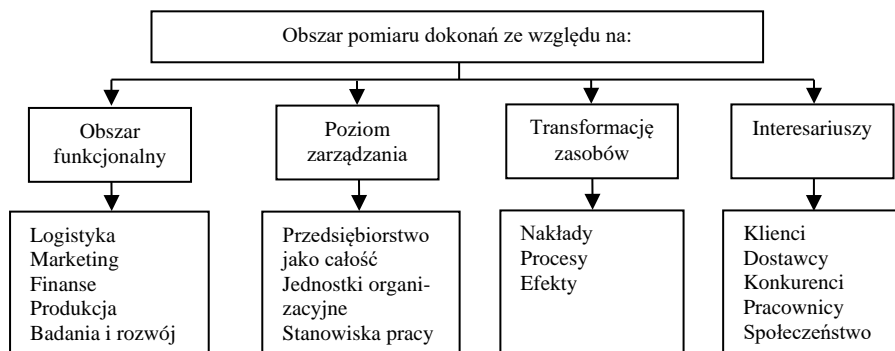 Obszar pomiaru dokonań ze względu na:
Obszar
funkcjonalny
Poziom
zarządzania
Transformację
zasobów
Interesariuszy
Logistyka
Marketing
Finanse
Produkcja
Badania i rozwój
Przedsiębiorstwo
jako całość
Jednostki organi-
zacyjne
Stanowiska pracy
Nakłady
Procesy
Efekty
Klienci
Dostawcy
Konkurenci
Pracownicy
Społeczeństwo